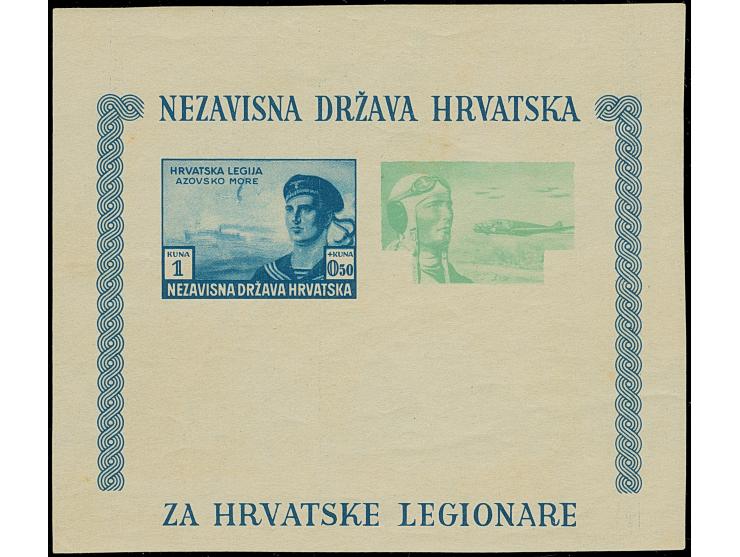 NEZAVISNA DRŽAVA HRVATSKA
HRVATSKA LEGIJA
AZOVSKO MORE
KUNA
1
+KUNA
0.50
NEZAVISNA DRŽAVA HRVATSKA
ZA HRVATSKE LEGIONARE